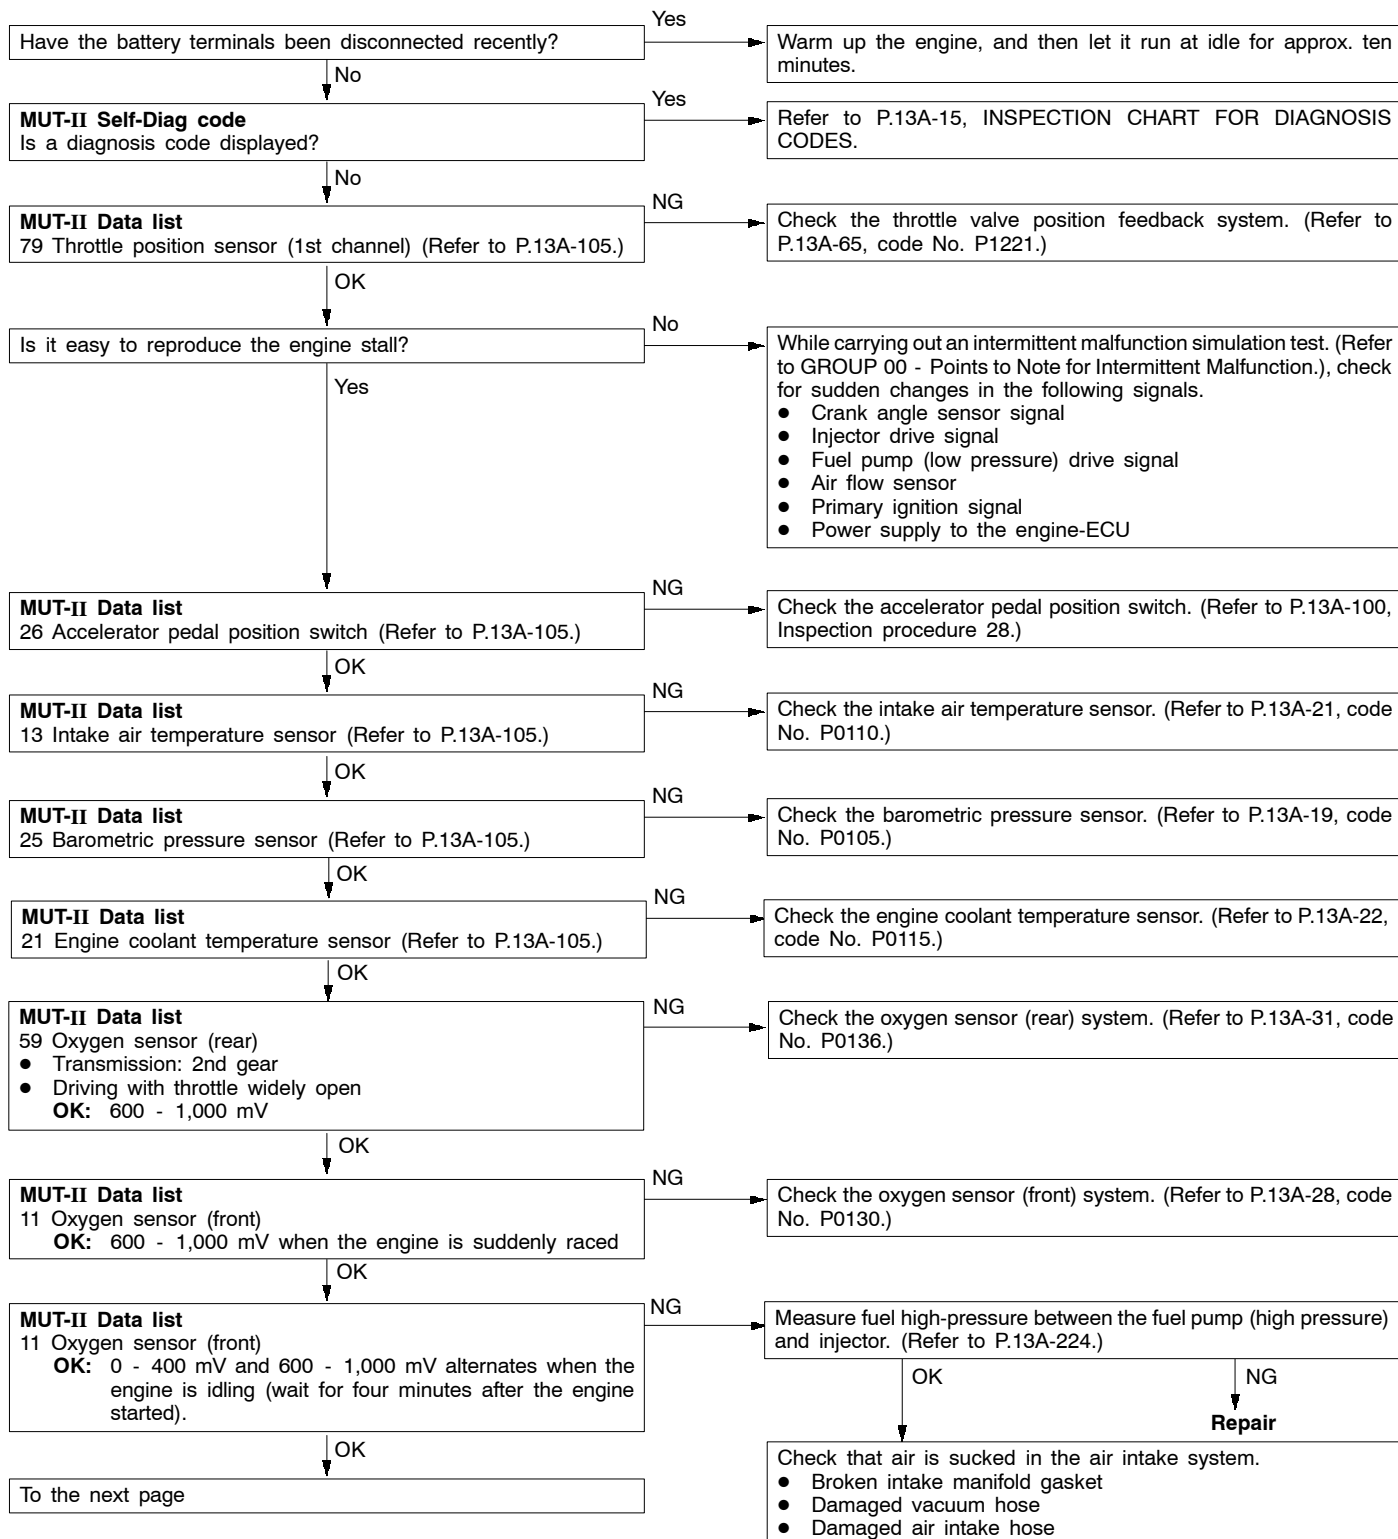 Have the battery terminals been disconnected recently?
Yes
Warm up the engine, and then let it run at idle for approx. ten
minutes.
No
MUT-II Self-Diag code
Is a diagnosis code displayed?
Yes
Refer to P.13A-15, INSPECTION CHART FOR DIAGNOSIS
CODES.
No
MUT-II Data list
79 Throttle position sensor (1st channel) (Refer to P.13A-105.)
NG
Check the throttle valve position feedback system. (Refer to
P.13A-65, code No. P1221.)
OK
Is it easy to reproduce the engine stall?
No
While carrying out an intermittent malfunction simulation test. (Refer
to GROUP 00 - Points to Note for Intermittent Malfunction.), check
for sudden changes in the following signals.
● Crank angle sensor signal
● Injector drive signal
● Fuel pump (low pressure) drive signal
● Air flow sensor
● Primary ignition signal
● Power supply to the engine-ECU
Yes
MUT-II Data list
26 Accelerator pedal position switch (Refer to P.13A-105.)
NG
Check the accelerator pedal position switch. (Refer to P.13A-100,
Inspection procedure 28.)
OK
MUT-II Data list
13 Intake air temperature sensor (Refer to P.13A-105.)
NG
Check the intake air temperature sensor. (Refer to P.13A-21, code
No. P0110.)
OK
MUT-II Data list
25 Barometric pressure sensor (Refer to P.13A-105.)
NG
Check the barometric pressure sensor. (Refer to P.13A-19, code
No. P0105.)
OK
MUT-II Data list
21 Engine coolant temperature sensor (Refer to P.13A-105.)
NG
Check the engine coolant temperature sensor. (Refer to P.13A-22,
code No. P0115.)
OK
MUT-II Data list
59 Oxygen sensor (rear)
● Transmission: 2nd gear
● Driving with throttle widely open
OK: 600 - 1,000 mV
NG
Check the oxygen sensor (rear) system. (Refer to P.13A-31, code
No. P0136.)
OK
MUT-II Data list
11 Oxygen sensor (front)
OK: 600 - 1,000 mV when the engine is suddenly raced
NG
Check the oxygen sensor (front) system. (Refer to P.13A-28, code
No. P0130.)
OK
MUT-II Data list
11 Oxygen sensor (front)
OK: 0 - 400 mV and 600 - 1,000 mV alternates when the
engine is idling (wait for four minutes after the engine
started).
NG
Measure fuel high-pressure between the fuel pump (high pressure)
and injector. (Refer to P.13A-224.)
OK
NG
Repair
Check that air is sucked in the air intake system.
● Broken intake manifold gasket
● Damaged vacuum hose
● Damaged air intake hose
OK
To the next page